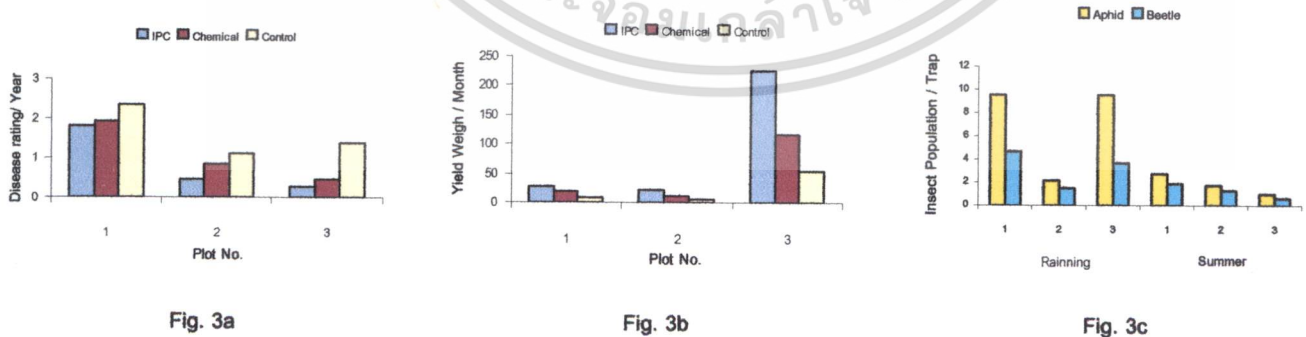 IPC Chemical Control
Disease rating/ Year
3
2
1
0
1 2 3
Plot No.
Fig. 3a
IPC Chemical Control
Yield Weigh / Month
250
200
150
100
50
0
1 2 3
Plot No.
Fig. 3b
Aphid Beetle
Insect Population / Trap
12
10
8
6
4
2
0
1 2 3 1 2 3
Rainning Summer
Fig. 3c